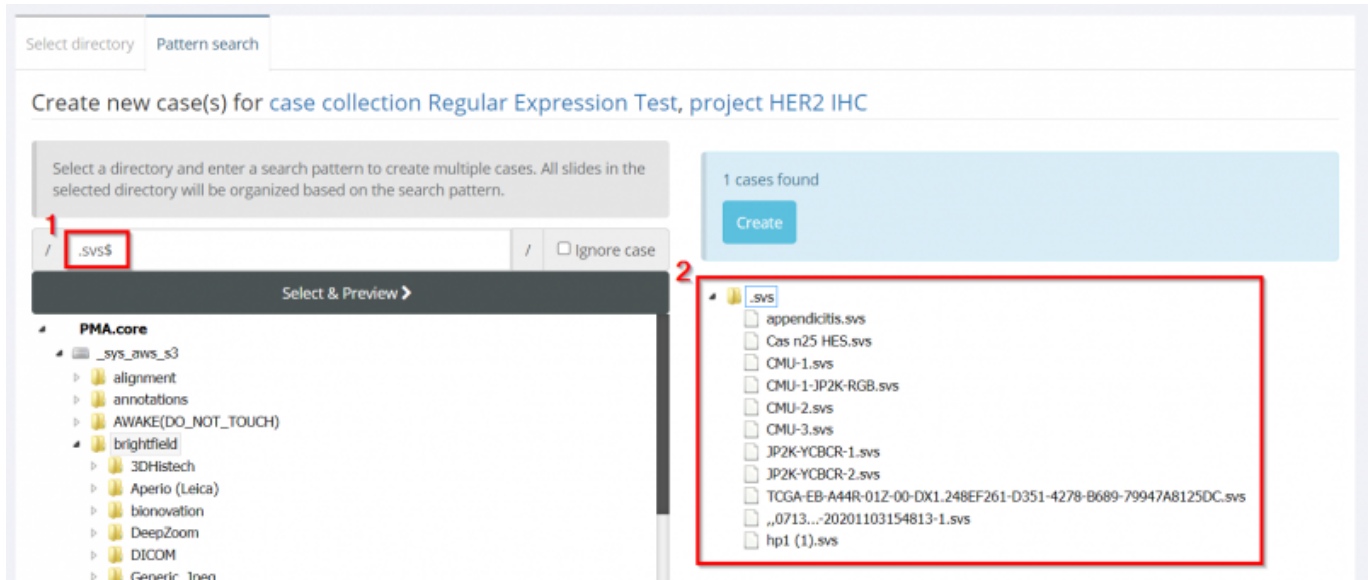 Select directory
Pattern search
Create new case(s) for case collection Regular Expression Test, project HER2 IHC
Select a directory and enter a search pattern to create multiple cases. All slides in the
selected directory will be organized based on the search pattern.
1
/ .svs$ / Ignore case
Select & Preview
PMA.core
_sys_aws_s3
alignment
annotations
AWAKE(DO_NOT_TOUCH)
brightfield
3DHistech
Aperio (Leica)
bionovation
DeepZoom
DICOM
Generic Jpeg
1 cases found
Create
2
.svs
appendicitis.svs
Cas n25 HES.svs
CMU-1.svs
CMU-1-JP2K-RGB.svs
CMU-2.svs
CMU-3.svs
JP2K-YCBCR-1.svs
JP2K-YCBCR-2.svs
TCGA-EB-A44R-01Z-00-DX1.248EF261-D351-4278-B689-79947A8125DC.svs
,,0713...-20201103154813-1.svs
hp1 (1).svs